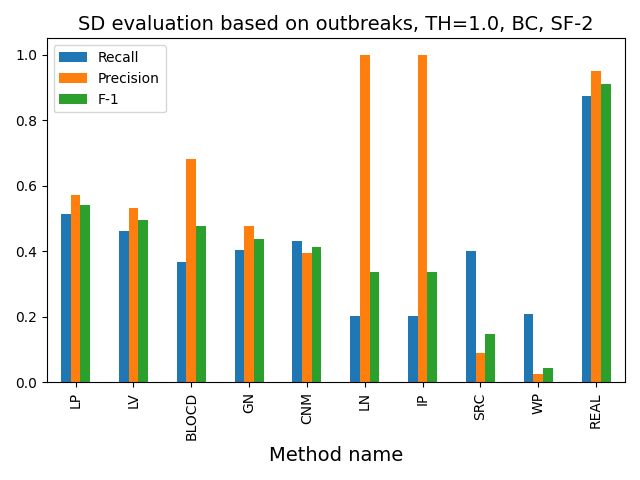 SD evaluation based on outbreaks, TH=1.0, BC, SF-2
Recall
Precision
F-1
1.0
0.8
0.6
0.4
0.2
0.0
LP
LV
BLOCD
GN
CNM
LN
IP
SRC
WP
REAL
Method name